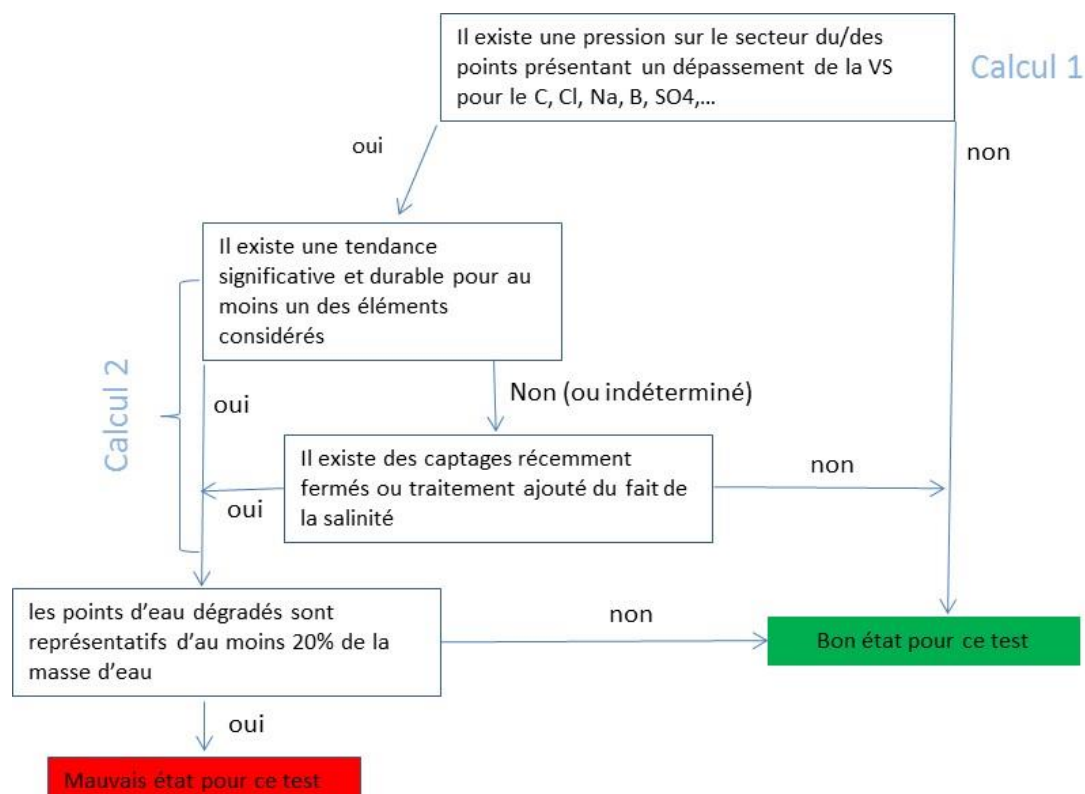 Il existe une pression sur le secteur du/des
points présentant un dépassement de la VS
pour le C, Cl, Na, B, SO4,...
Calcul 1
oui
non
Il existe une tendance
significative et durable pour au
moins un des éléments
considérés
Calcul 2
oui
Non (ou indéterminé)
Il existe des captages récemment
fermés ou traitement ajouté du fait de
la salinité
non
oui
les points d'eau dégradés sont
représentatifs d'au moins 20% de la
masse d'eau
non
Bon état pour ce test
oui
Mauvais état pour ce test